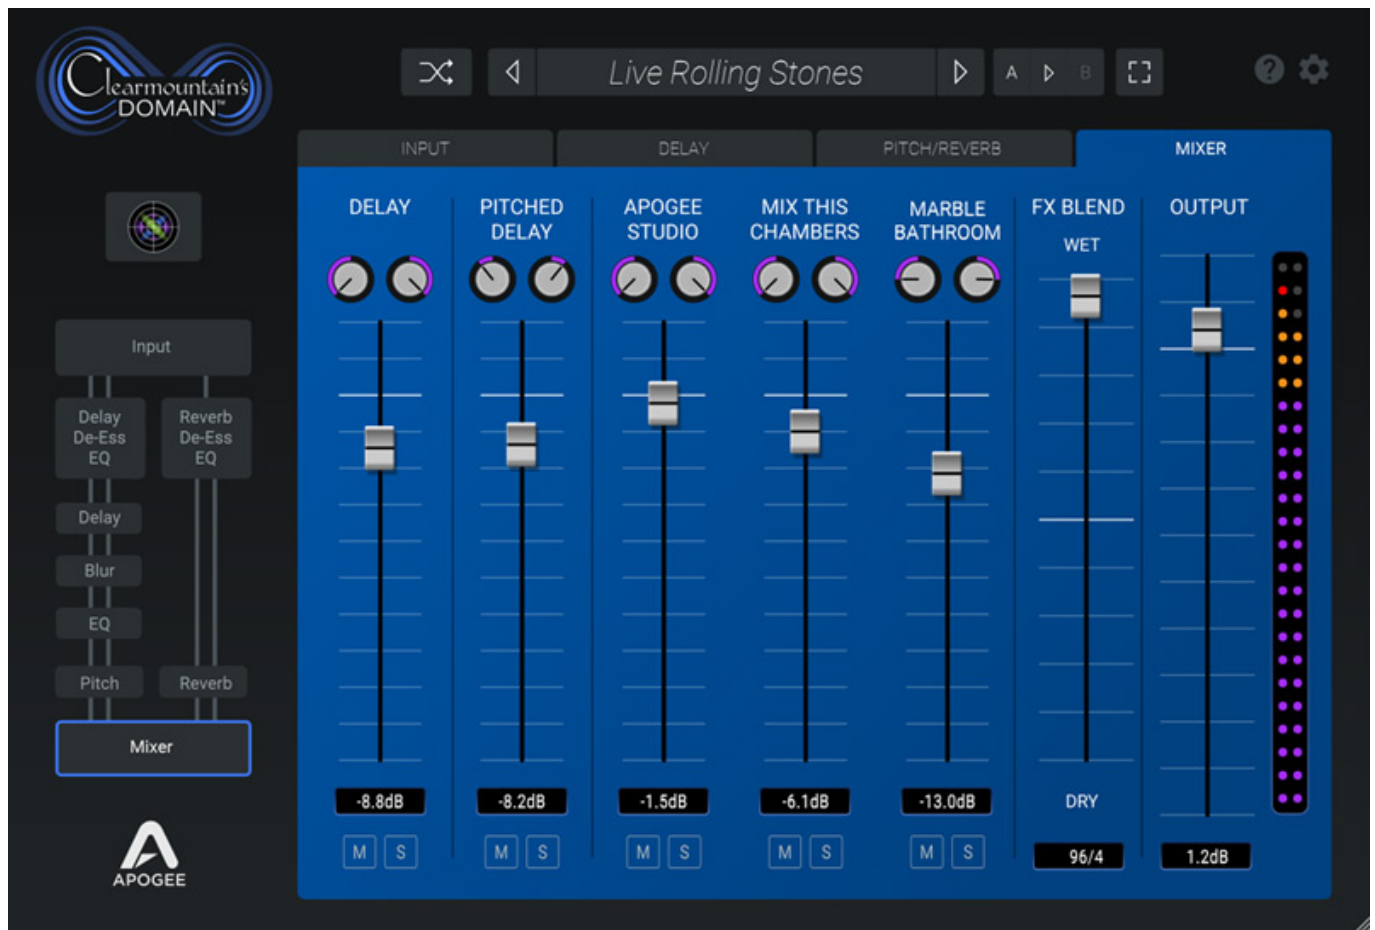 Clearmountain's
DOMAIN™
Live Rolling Stones
A
B
?
INPUT
DELAY
PITCH/REVERB
MIXER
DELAY
PITCHED
DELAY
APOGEE
STUDIO
MIX THIS
CHAMBERS
MARBLE
BATHROOM
FX BLEND
WET
OUTPUT
Input
Delay
De-Ess
EQ
Reverb
De-Ess
EQ
Delay
Blur
EQ
Pitch
Reverb
Mixer
-8.8dB
-8.2dB
-1.5dB
-6.1dB
-13.0dB
DRY
M S
M S
M S
M S
M S
96/4
1.2dB
APOGEE